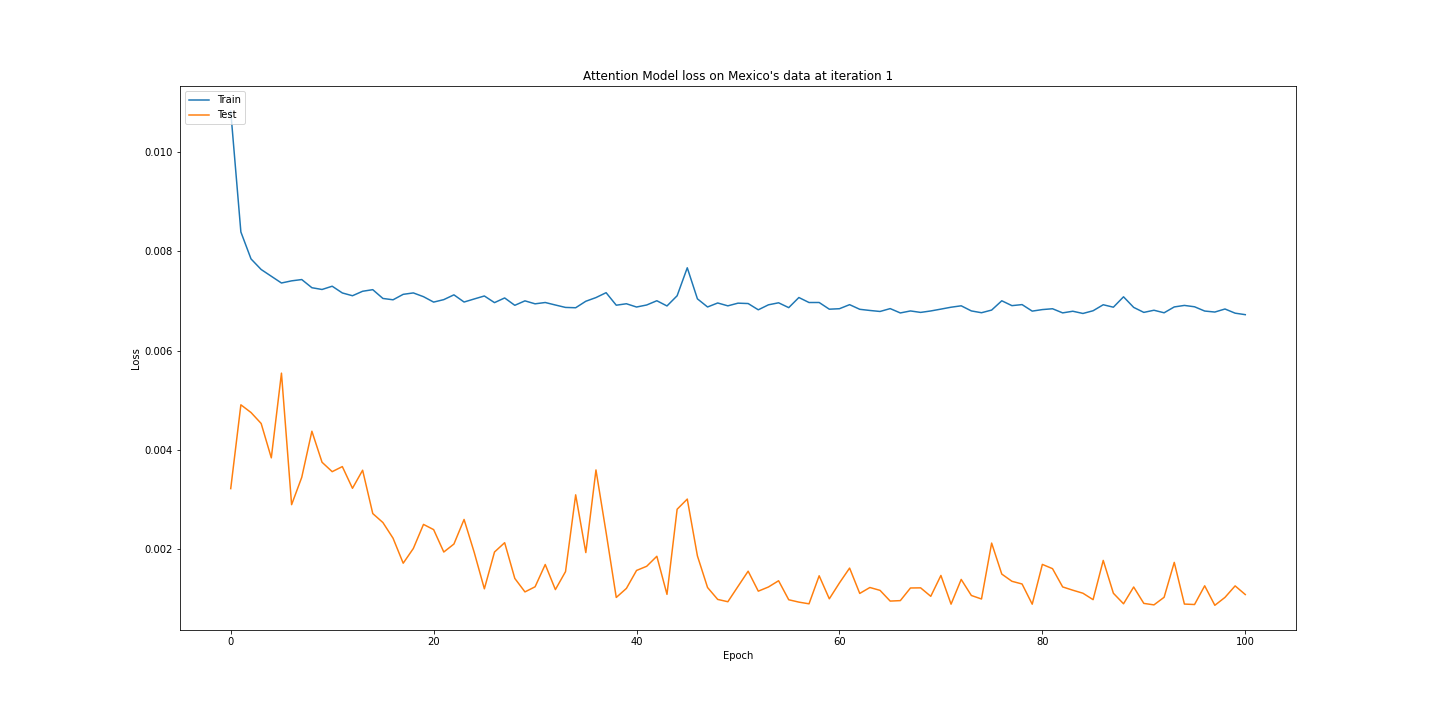 Attention Model loss on Mexico's data at iteration 1
Train
Test
0.010
0.008
0.006
0.004
0.002
Loss
0
20
40
60
80
100
Epoch